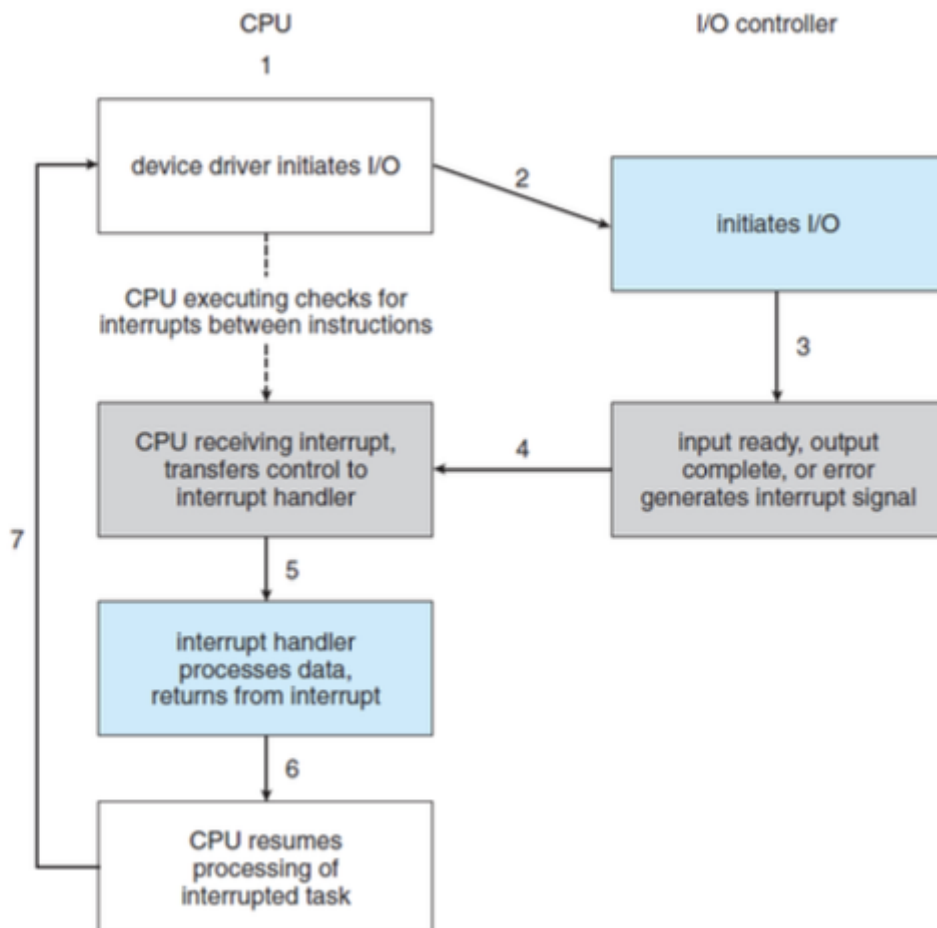 CPU
I/O controller
1
device driver initiates I/O
2
initiates I/O
CPU executing checks for
interrupts between instructions
3
CPU receiving interrupt,
transfers control to
interrupt handler
4
input ready, output
complete, or error
generates interrupt signal
7
5
interrupt handler
processes data,
returns from interrupt
6
CPU resumes
processing of
interrupted task